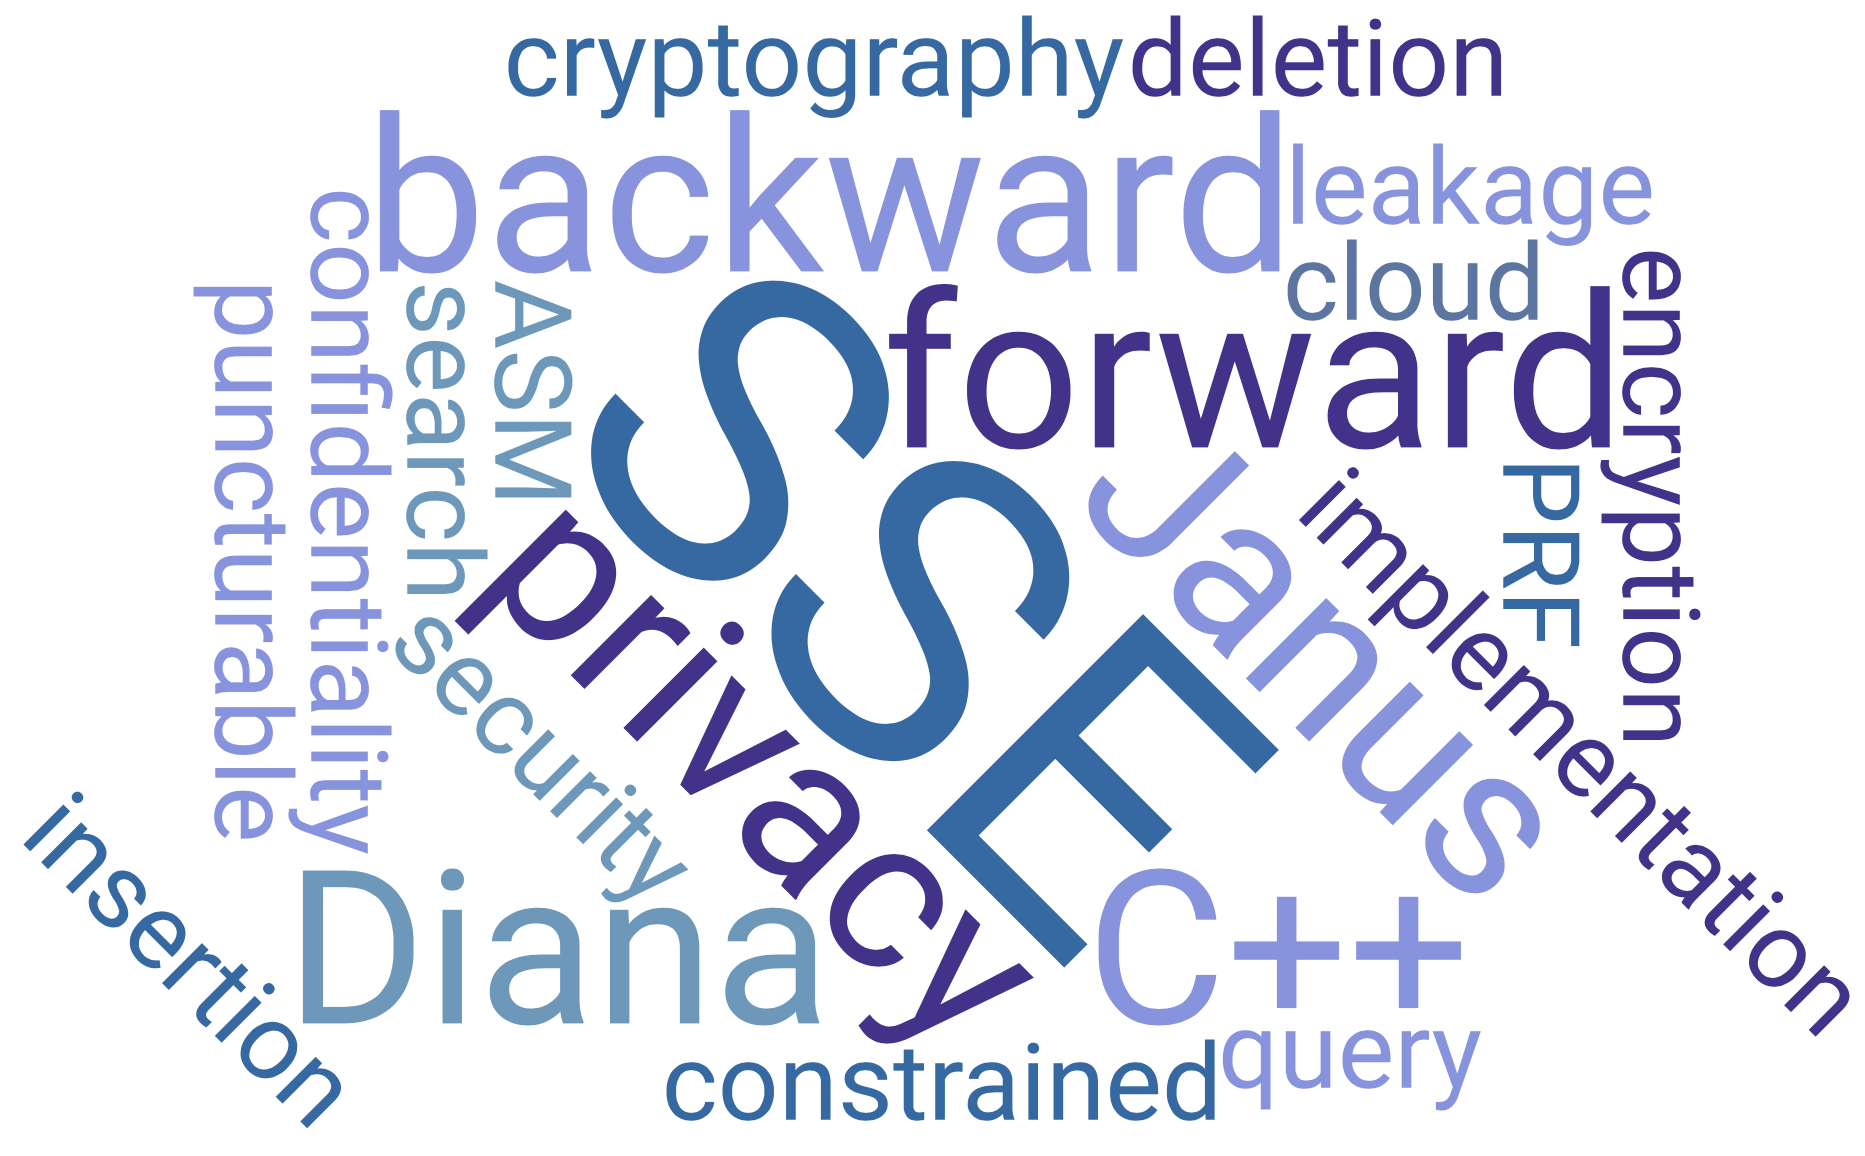 cryptography
deletion
backward
leakage
cloud
confidentiality
puncturable
search
ASM
SSE
forward
encryption
PRF
Janus
implementation
privacy
security
insertion
Diana
C++
query
constrained